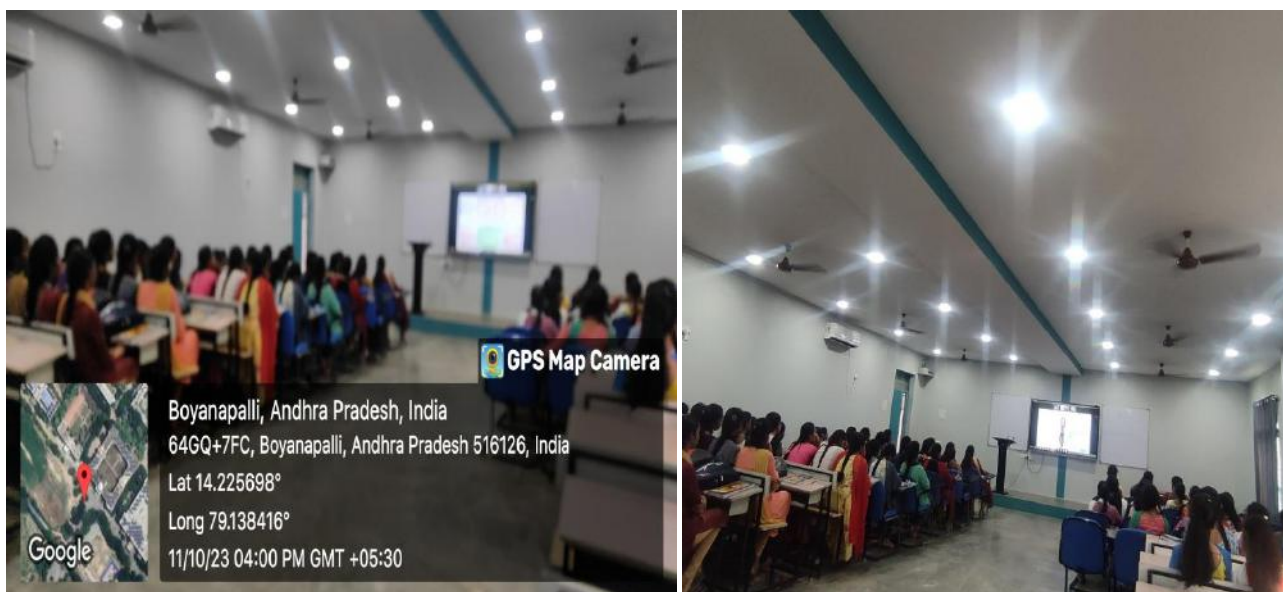 GPS Map Camera
Boyanapalli, Andhra Pradesh, India
64GQ+7FC, Boyanapalli, Andhra Pradesh 516126, India
Lat 14.225698°
Long 79.138416°
11/10/23 04:00 PM GMT +05:30
Google